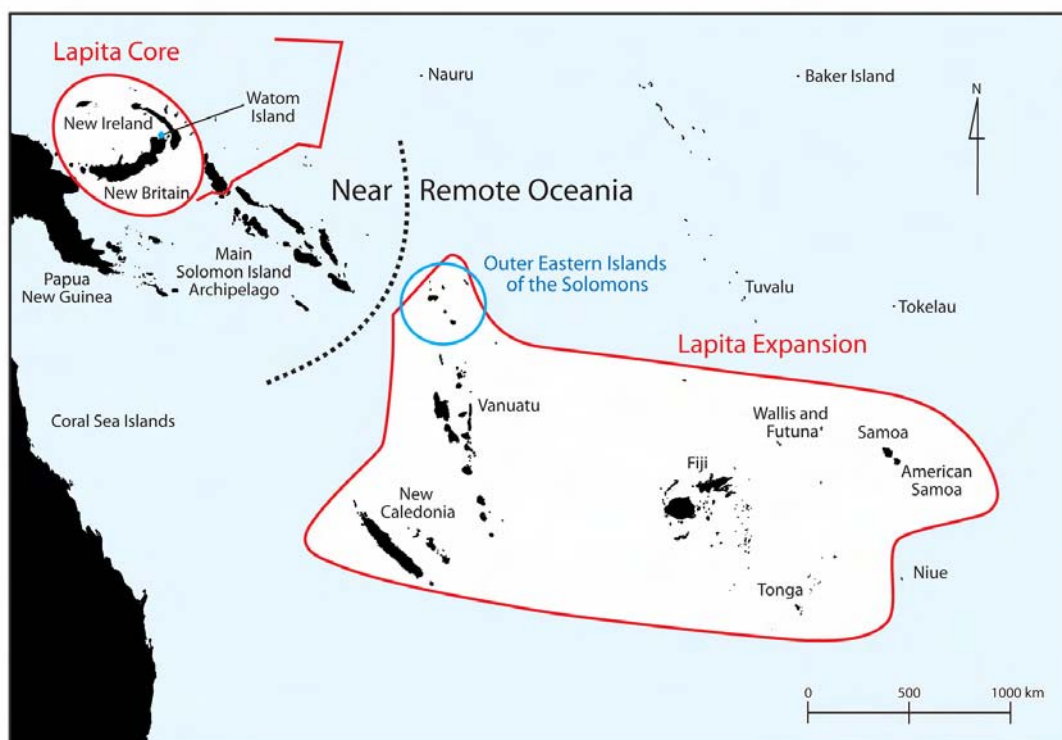 Lapita Core
Nauru
Baker Island
N
Watom
Island
New Ireland
New Britain
Near
Remote Oceania
Main
Solomon Island
Archipelago
Papua
New Guinea
Outer Eastern Islands
of the Solomons
Tuvalu
Tokelau
Lapita Expansion
Coral Sea Islands
Vanuatu
Wallis and
Futuna
Samoa
American
Samoa
Fiji
New
Caledonia
Niue
Tonga
0
500
1000 km